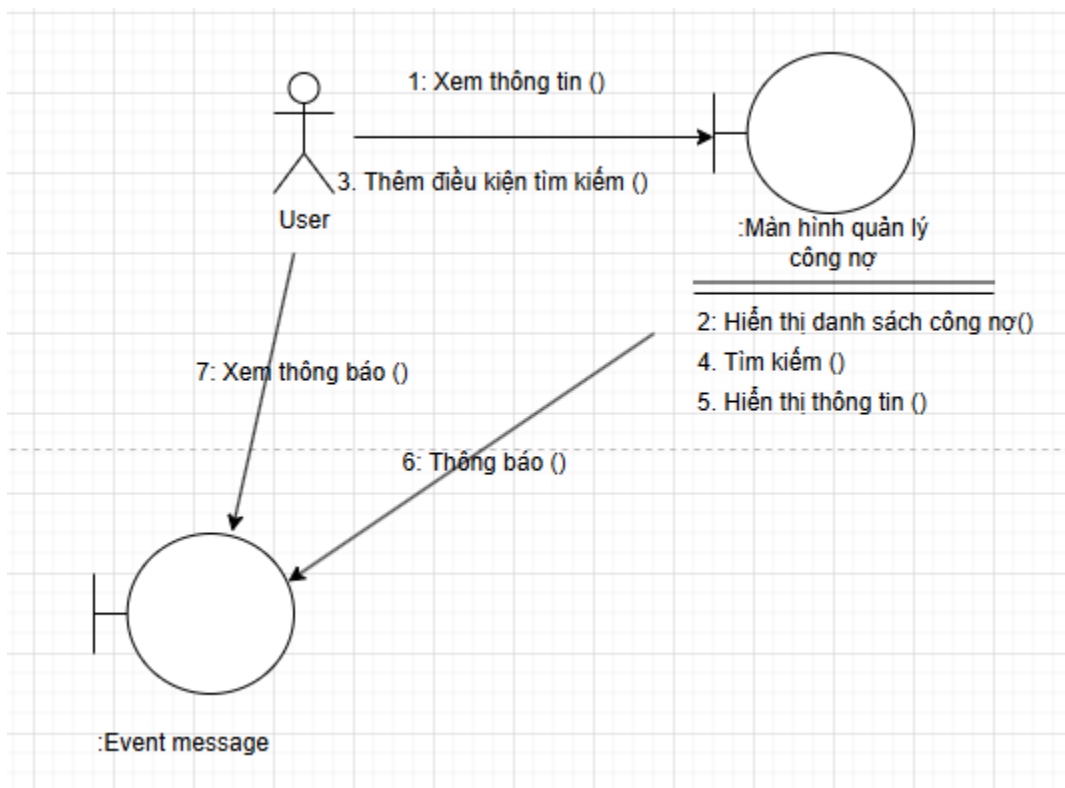 1: Xem thông tin ()
3. Thêm điều kiện tìm kiếm ()
User
:Màn hình quản lý
công nợ
2: Hiển thị danh sách công nợ()
4. Tìm kiếm ()
5. Hiển thị thông tin ()
7: Xem thông báo ()
6: Thông báo ()
:Event message